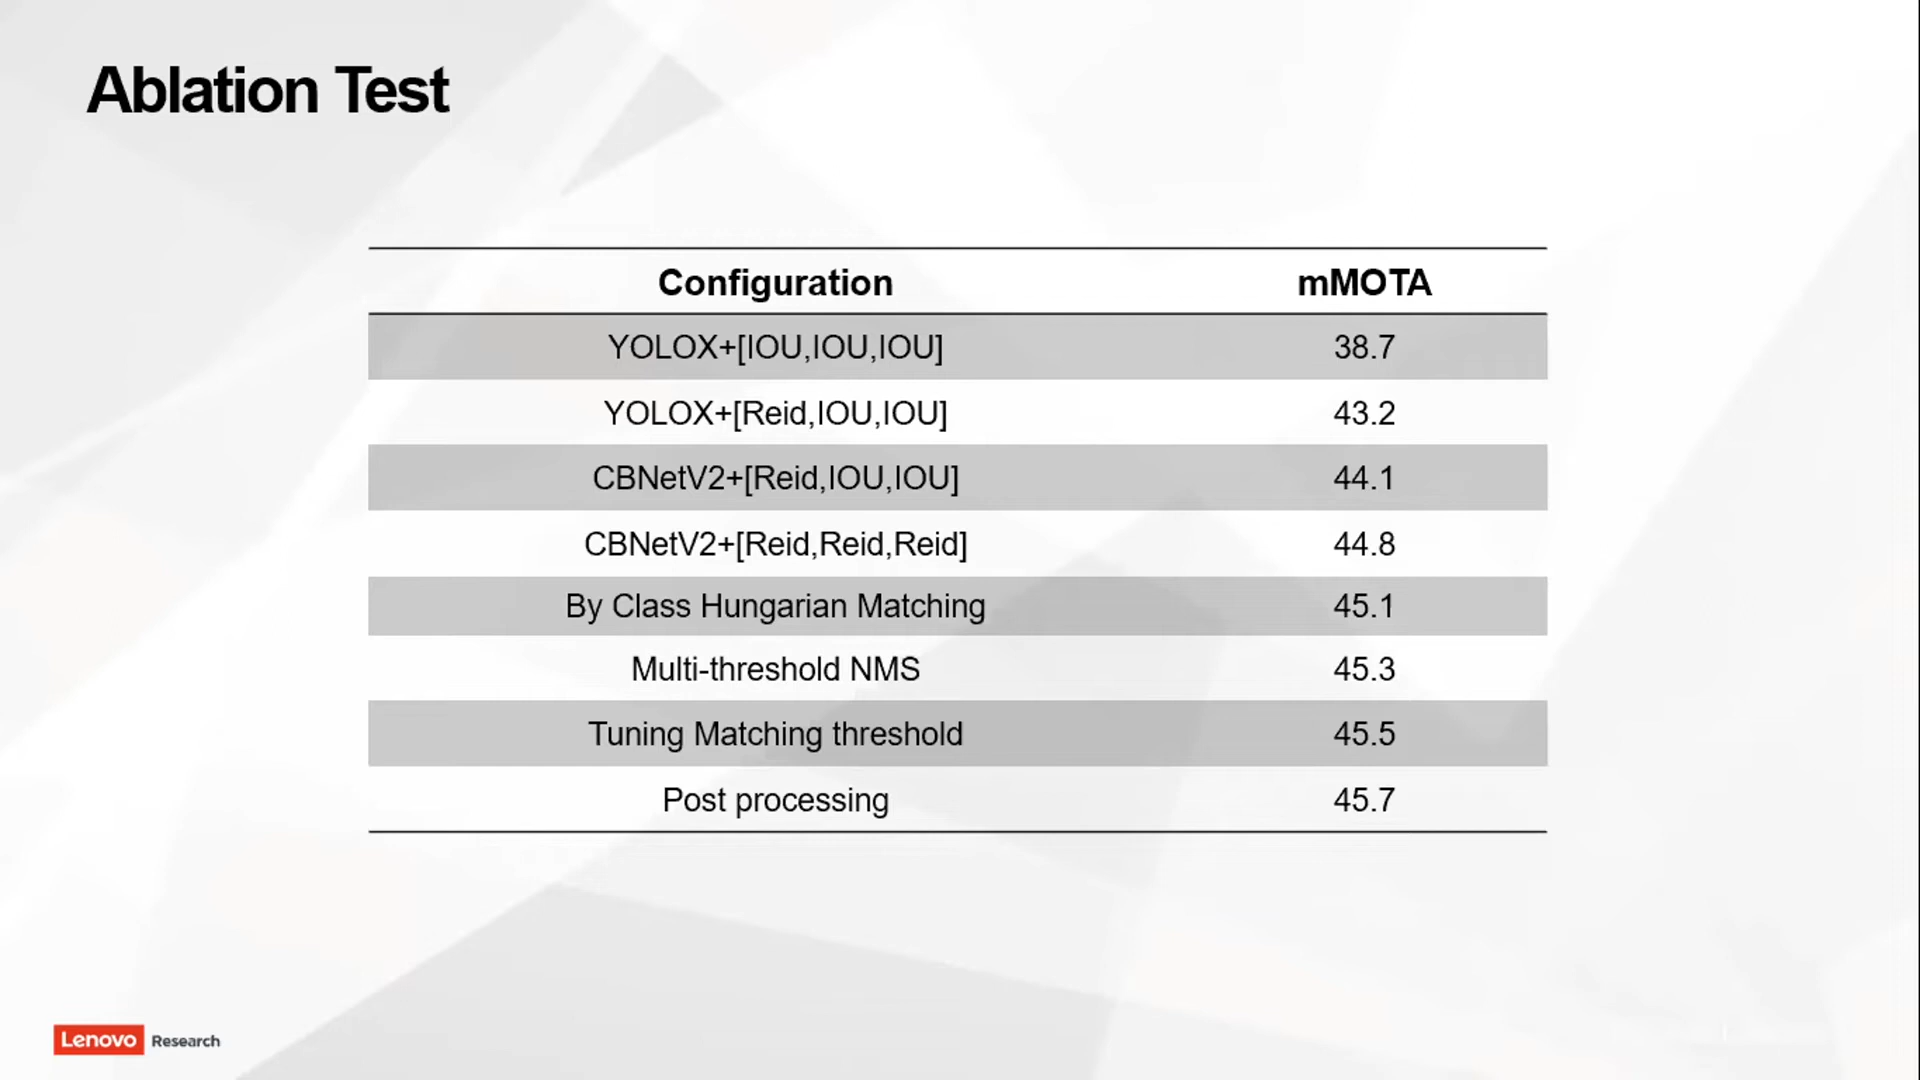 Ablation Test
Configuration mMOTA
YOLOX+[IOU,IOU,IOU] 38.7
YOLOX+[Reid,IOU,IOU] 43.2
CBNetV2+[Reid,IOU,IOU] 44.1
CBNetV2+[Reid,Reid,Reid] 44.8
By Class Hungarian Matching 45.1
Multi-threshold NMS 45.3
Tuning Matching threshold 45.5
Post processing 45.7
Lenovo Research